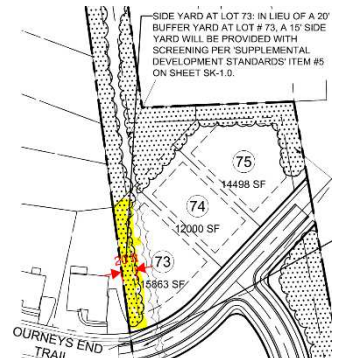 SIDE YARD AT LOT 73: IN LIEU OF A 20'
BUFFER YARD AT LOT # 73, A 15' SIDE
YARD WILL BE PROVIDED WITH
SCREENING PER 'SUPPLEMENTAL
DEVELOPMENT STANDARDS' ITEM #5
ON SHEET SK-1.0.
75
14498 SF
74
12000 SF
73
15863 SF
OURNEYS END
TRAIL